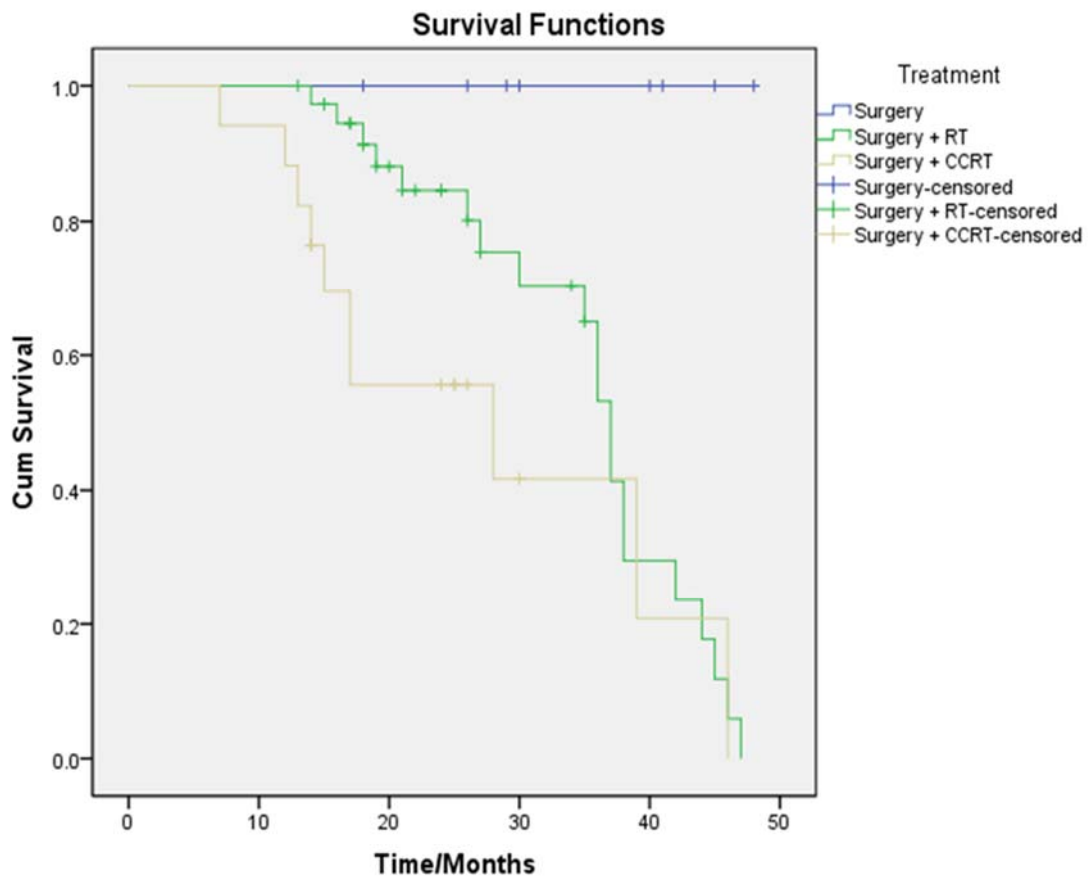 Survival Functions
Treatment
Surgery
Surgery + RT
Surgery + CCRT
Surgery-censored
Surgery + RT-censored
Surgery + CCRT-censored
Cum Survival
1.0
0.8
0.6
0.4
0.2
0.0
0 10 20 30 40 50
Time/Months